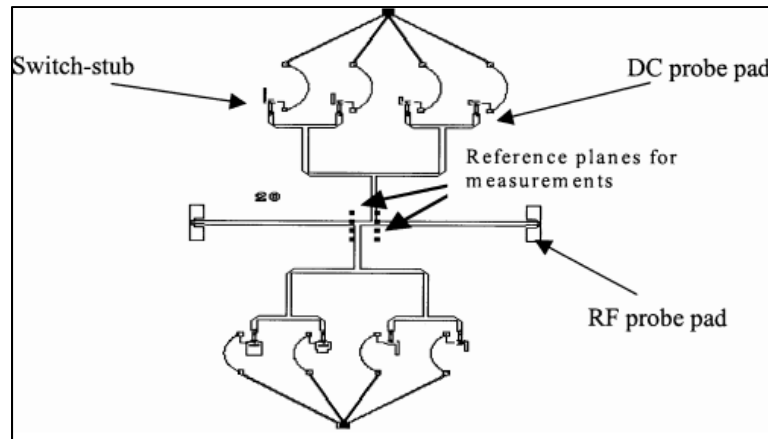 Switch-stub
DC probe pad
Reference planes for
measurements
20
RF probe pad